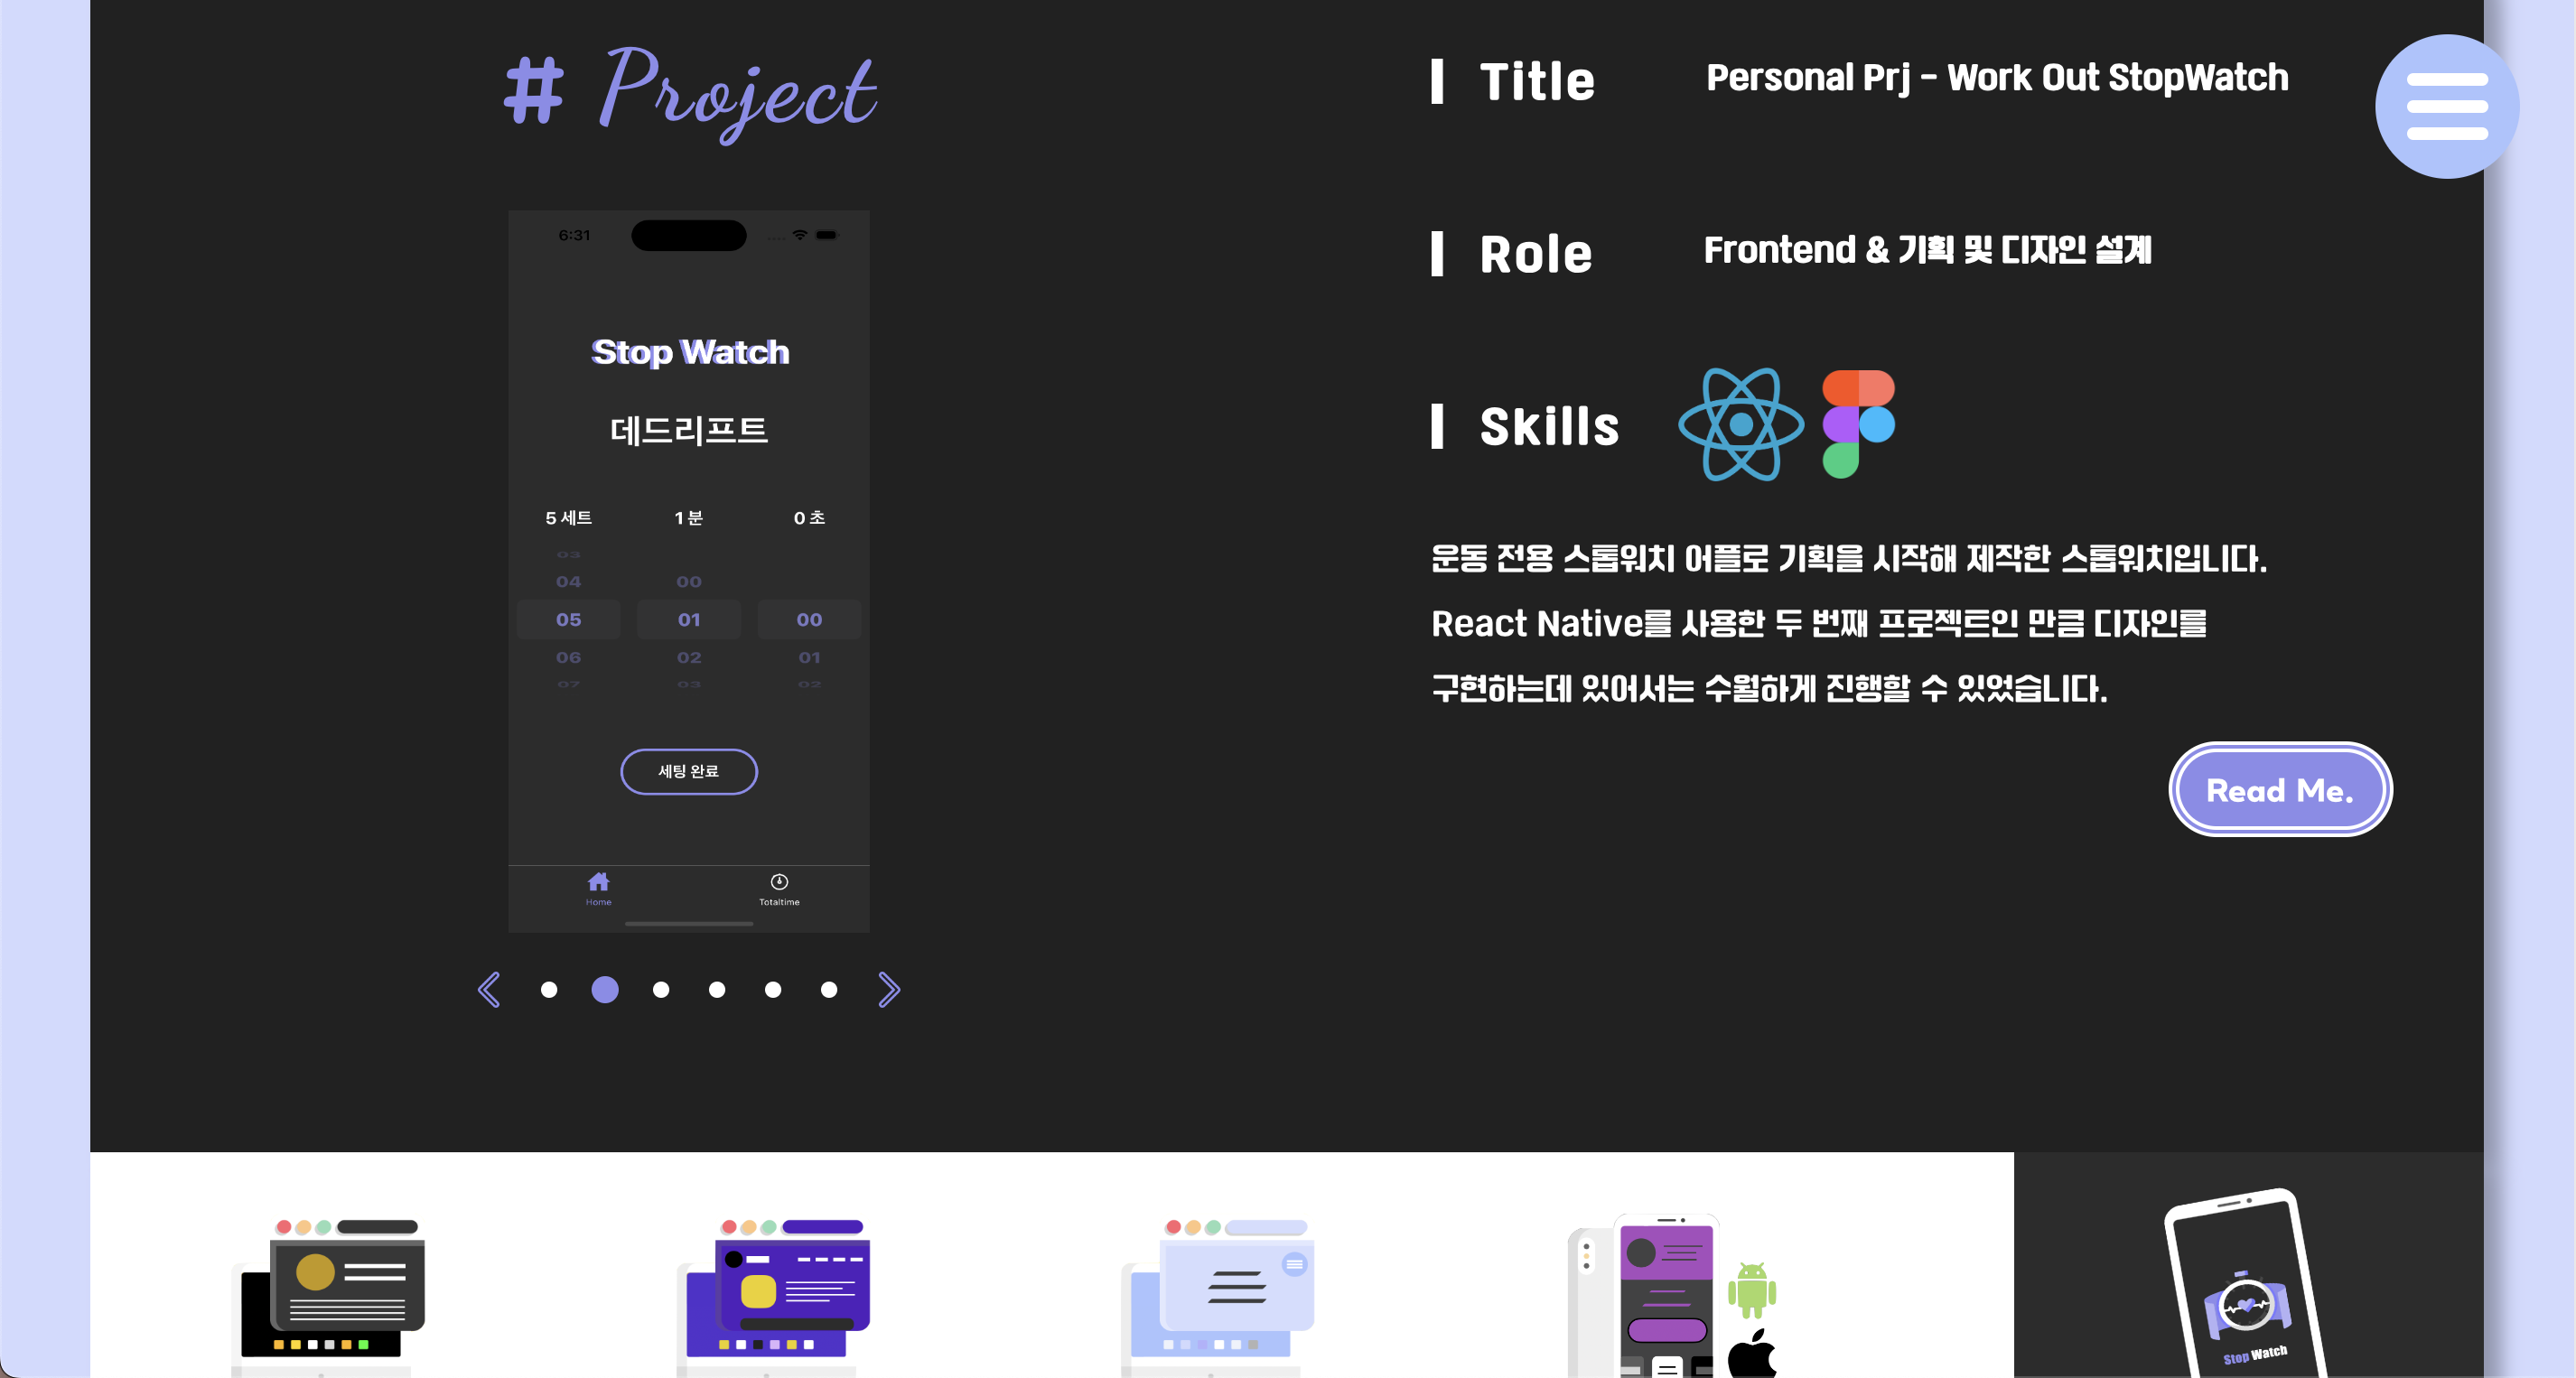 # Project
6:31
Stop Watch
데드리프트
5 세트 1 분 0 초
03
04 00
05 01 00
06 02 01
07 03 02
세팅 완료
Home Totaltime
Title Personal Prj - Work Out StopWatch
Role Frontend & 기획 및 디자인 설계
Skills
운동 전용 스톱워치 어플로 기획을 시작해 제작한 스톱워치입니다.
React Native를 사용한 두 번째 프로젝트인 만큼 디자인를
구현하는데 있어서는 수월하게 진행할 수 있었습니다.
Read Me.
Stop Watch